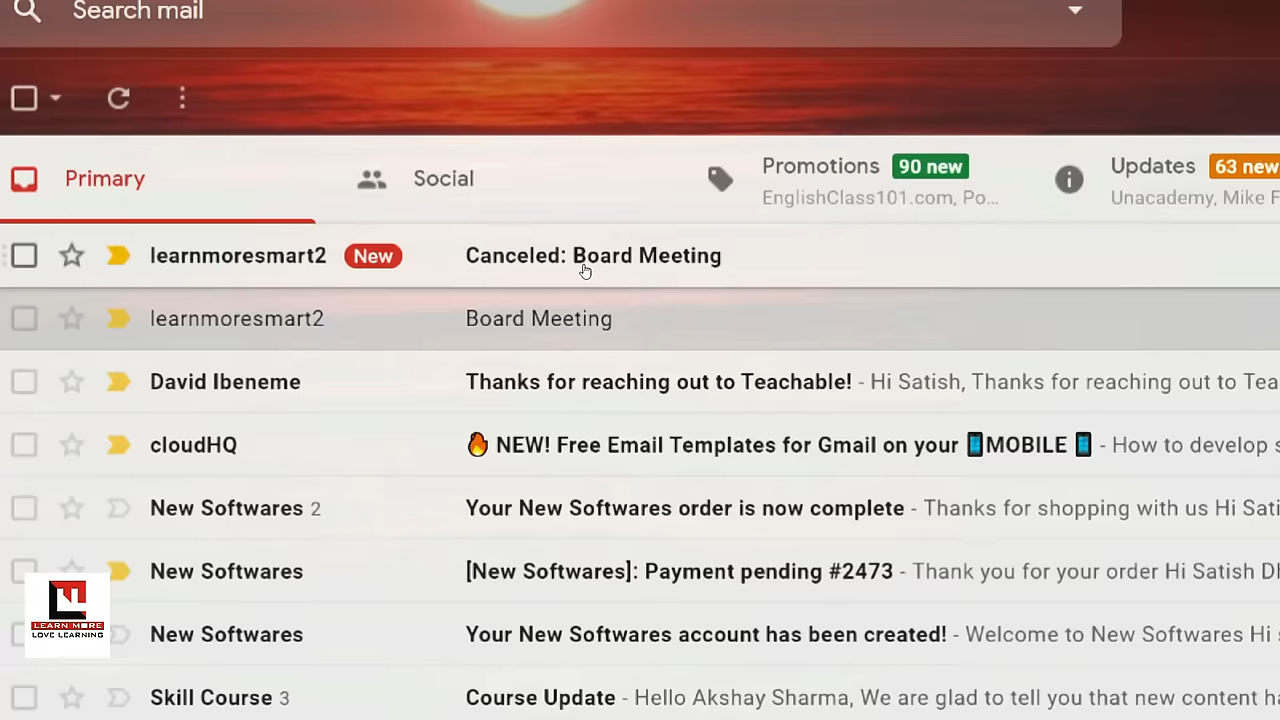 Search mail
Primary
Social
Promotions 90 new
EnglishClass101.com, Po...
Updates 63 new
Unacademy, Mike F
learnmoresmart2 New Canceled: Board Meeting
learnmoresmart2 Board Meeting
David Ibeneme Thanks for reaching out to Teachable! - Hi Satish, Thanks for reaching out to Tea
cloudHQ 🔥 NEW! Free Email Templates for Gmail on your 📱MOBILE 📱 - How to develop s
New Softwares 2 Your New Softwares order is now complete - Thanks for shopping with us Hi Sati
New Softwares [New Softwares]: Payment pending #2473 - Thank you for your order Hi Satish Dh
New Softwares Your New Softwares account has been created! - Welcome to New Softwares Hi s
Skill Course 3 Course Update - Hello Akshay Sharma, We are glad to tell you that new content ha
LEARN MORE
LOVE LEARNING